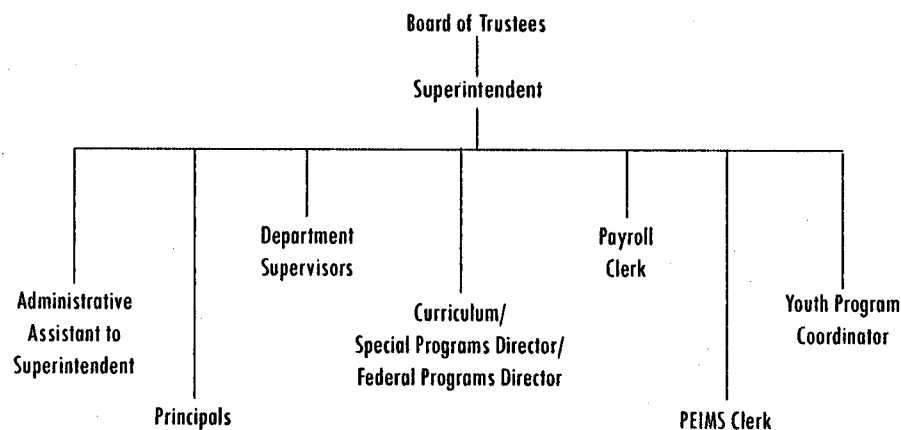 Board of Trustees
Superintendent
Department
Supervisors
Payroll
Clerk
Administrative
Assistant to
Superintendent
Curriculum/
Special Programs Director/
Federal Programs Director
Youth Program
Coordinator
Principals
PEIMS Clerk